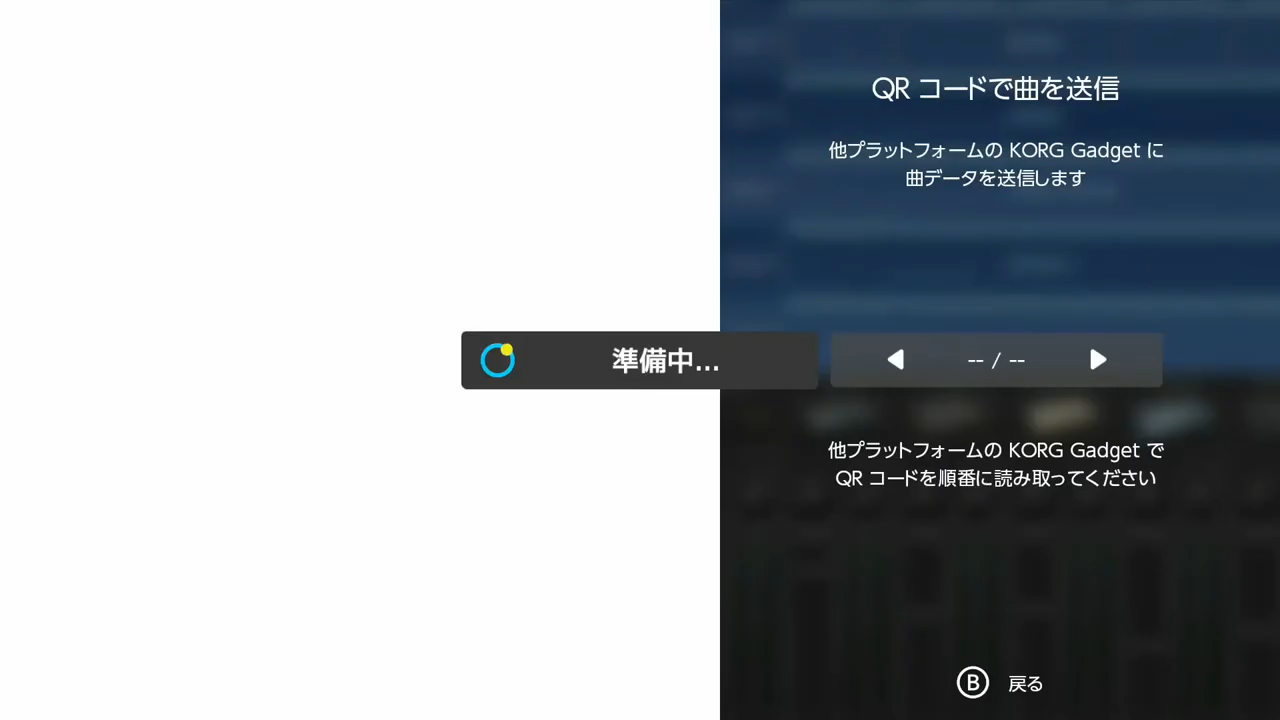 QR コードで曲を送信
他プラットフォームの KORG Gadget に
曲データを送信します
準備中...
-- / --
他プラットフォームの KORG Gadget で
QR コードを順番に読み取ってください
B 戻る